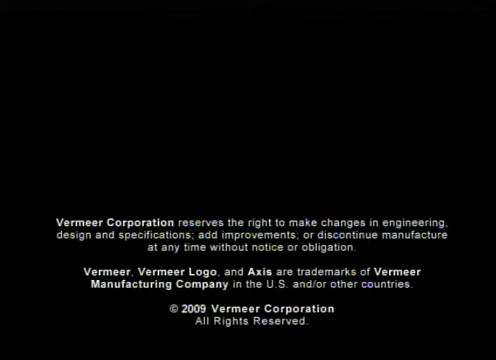 Vermeer Corporation reserves the right to make changes in engineering,
design and specifications; add improvements; or discontinue manufacture
at any time without notice or obligation.
Vermeer, Vermeer Logo, and Axis are trademarks of Vermeer
Manufacturing Company in the U.S. and/or other countries.
© 2009 Vermeer Corporation
All Rights Reserved.